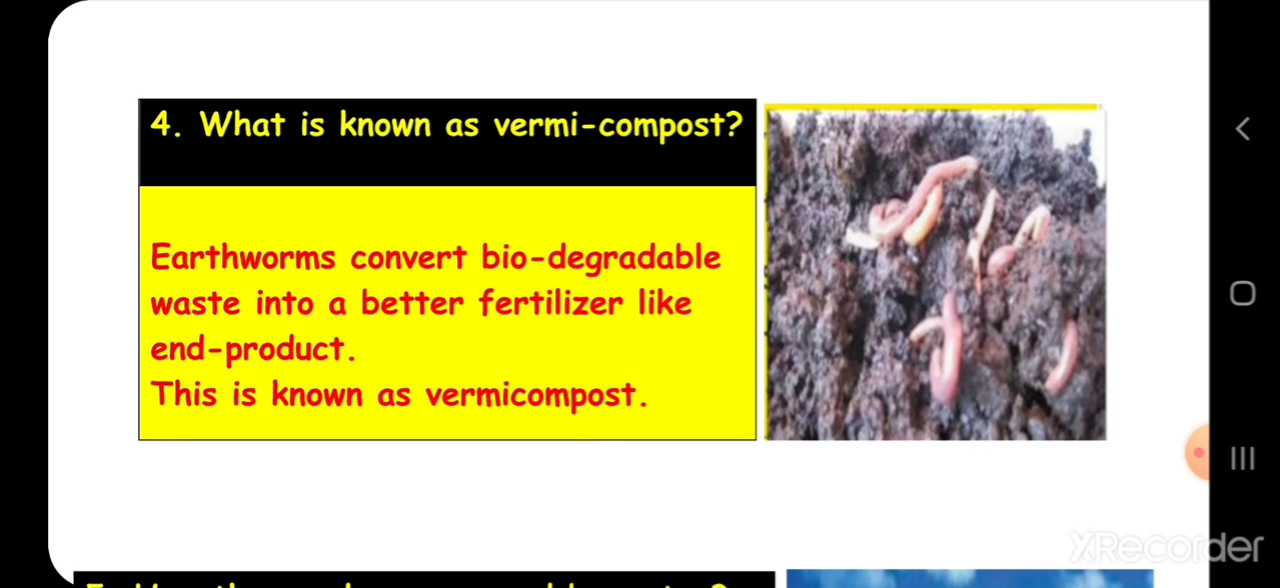 4. What is known as vermi-compost?
Earthworms convert bio-degradable
waste into a better fertilizer like
end-product.
This is known as vermicompost.
XRecorder